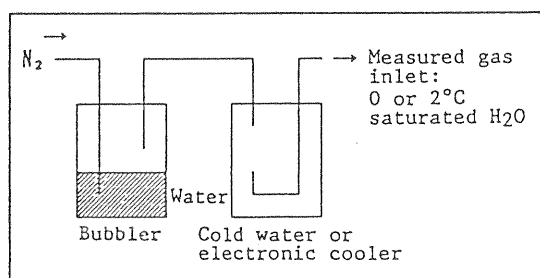 N₂
Measured gas
inlet:
0 or 2°C
saturated H2O
Water
Bubbler
Cold water or
electronic cooler